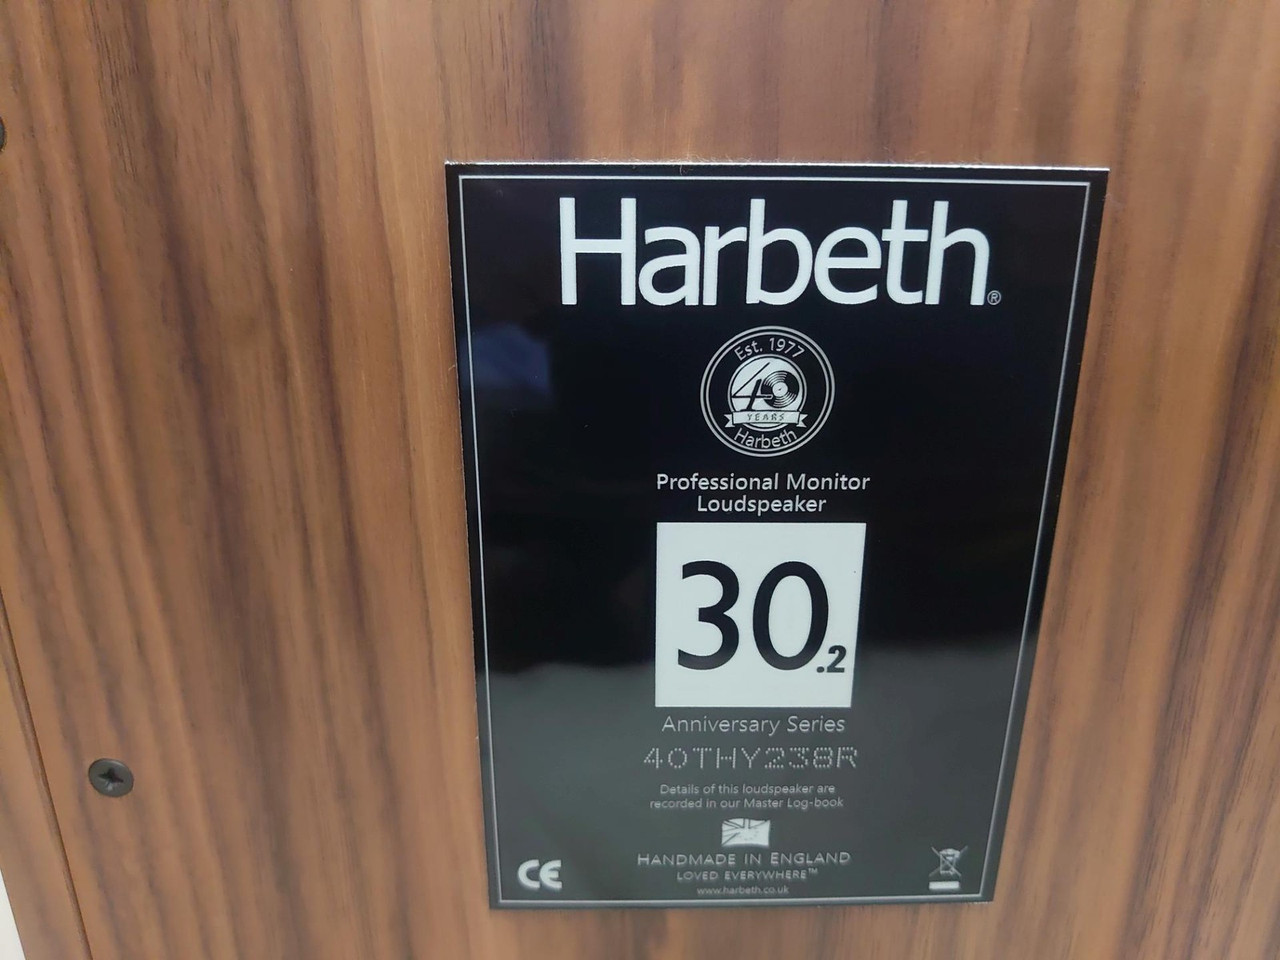 Harbeth®
Est. 1977
40
YEARS
Harbeth
Professional Monitor
Loudspeaker
30.2
Anniversary Series
40THY238R
Details of this loudspeaker are
recorded in our Master Log-book
HANDMADE IN ENGLAND
LOVED EVERYWHERE™
www.harbeth.co.uk
CE